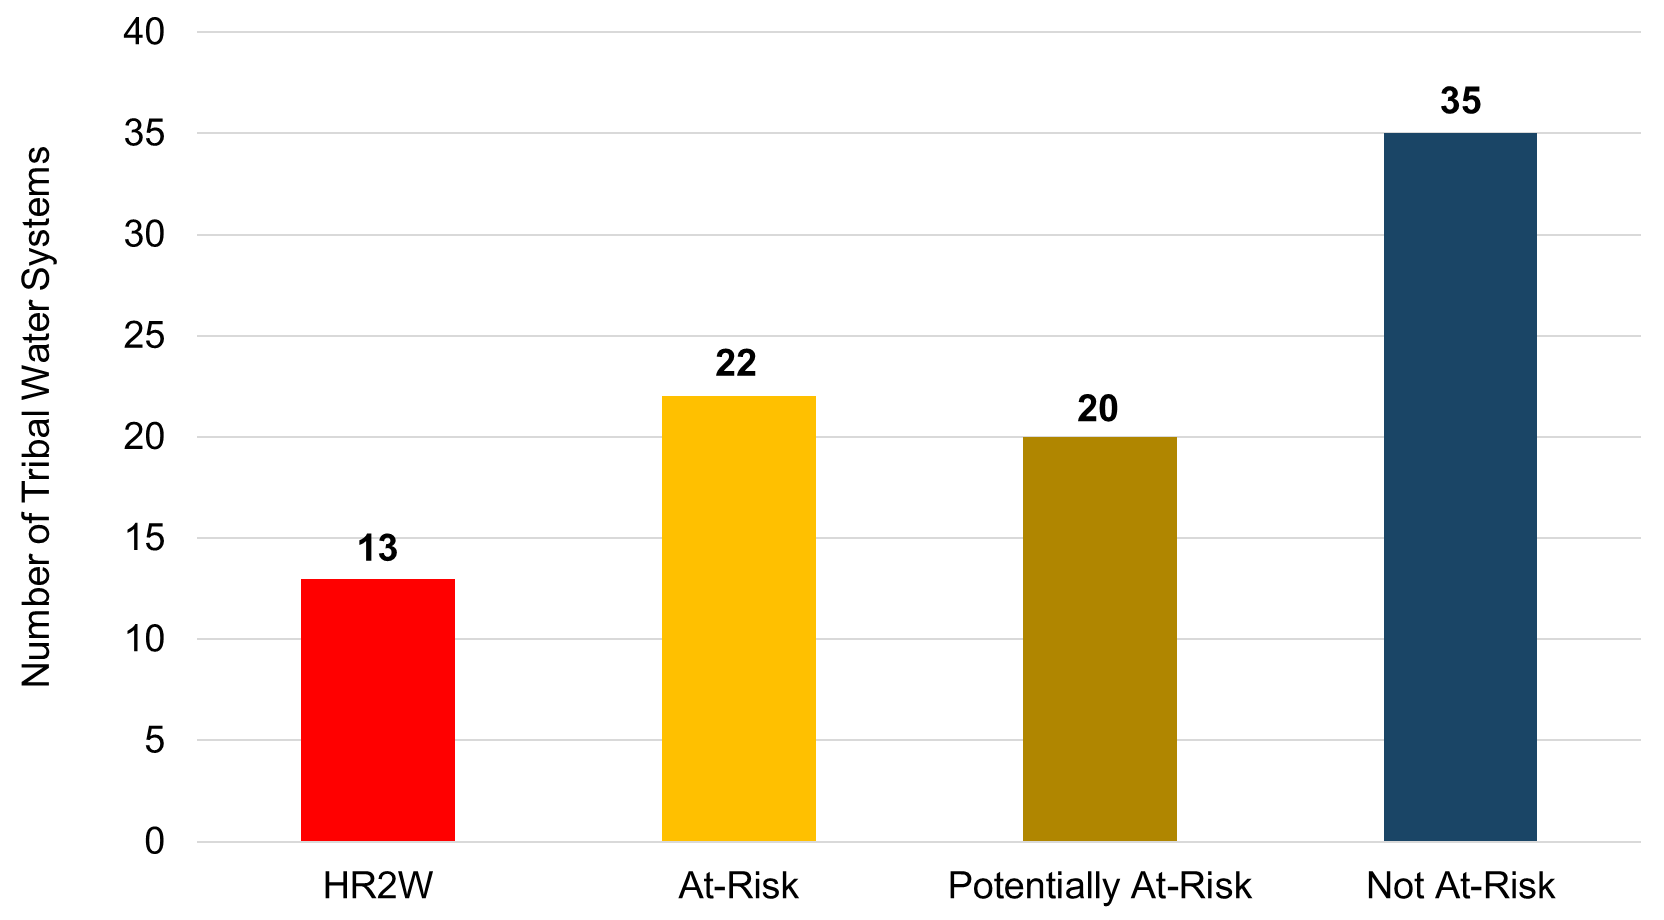 Number of Tribal Water Systems
40
35
30
25
20
15
10
5
0
13
22
20
35
HR2W
At-Risk
Potentially At-Risk
Not At-Risk